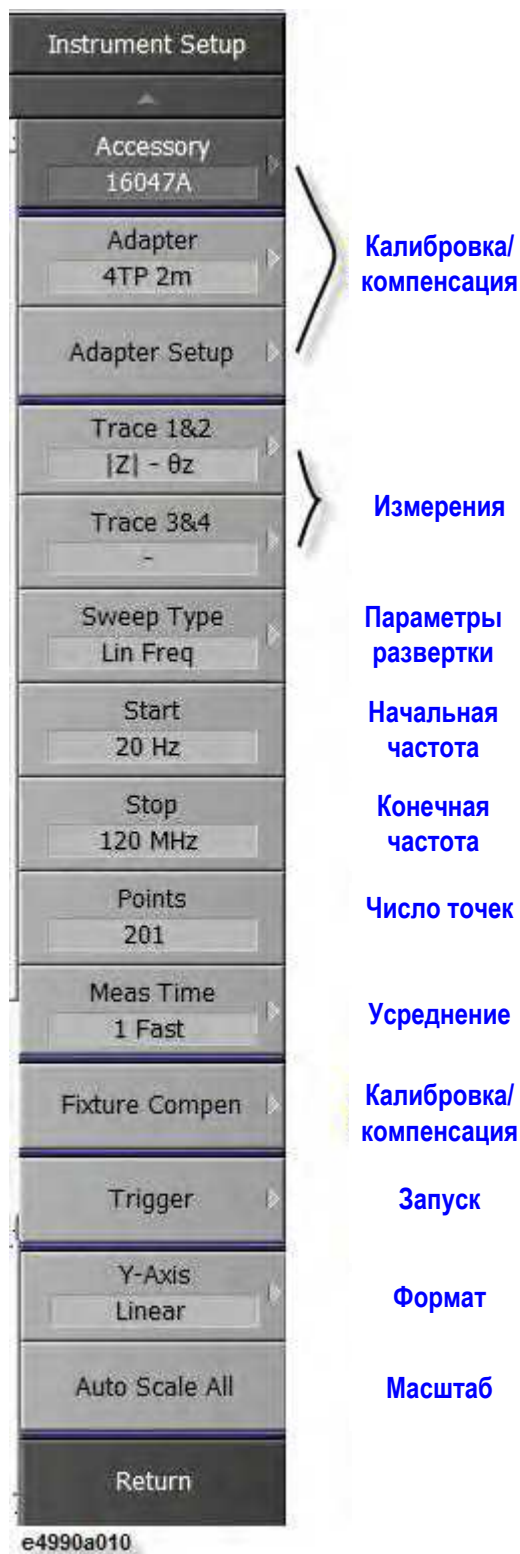 Instrument Setup
Accessory
16047A
Adapter
4TP 2m
Калибровка/
компенсация
Adapter Setup
Trace 1&2
|Z| - θz
Измерения
Trace 3&4
-
Sweep Type
Lin Freq
Параметры
развертки
Start
20 Hz
Начальная
частота
Stop
120 MHz
Конечная
частота
Points
201
Число точек
Meas Time
1 Fast
Усреднение
Fixture Compen
Калибровка/
компенсация
Trigger
Запуск
Y-Axis
Linear
Формат
Auto Scale All
Масштаб
Return
e4990a010